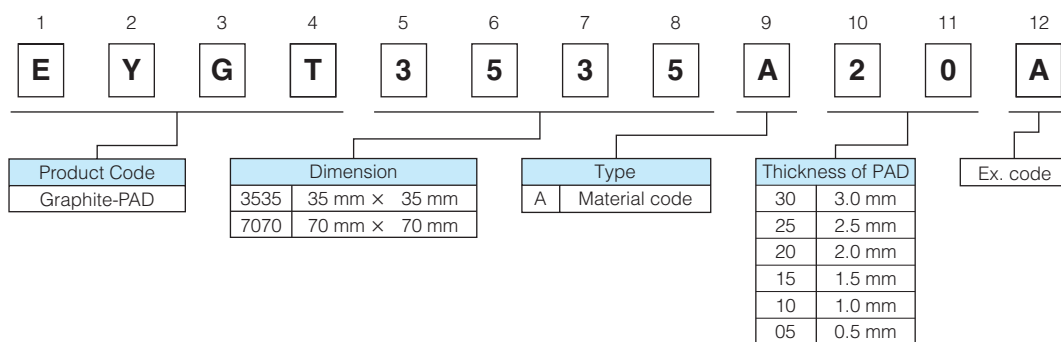 1 2 3 4 5 6 7 8 9 10 11 12
E Y G T 3 5 3 5 A 2 0 A
Product Code
Graphite-PAD
Dimension
3535 35 mm × 35 mm
7070 70 mm × 70 mm
Type
A Material code
Thickness of PAD
30 3.0 mm
25 2.5 mm
20 2.0 mm
15 1.5 mm
10 1.0 mm
05 0.5 mm
Ex. code